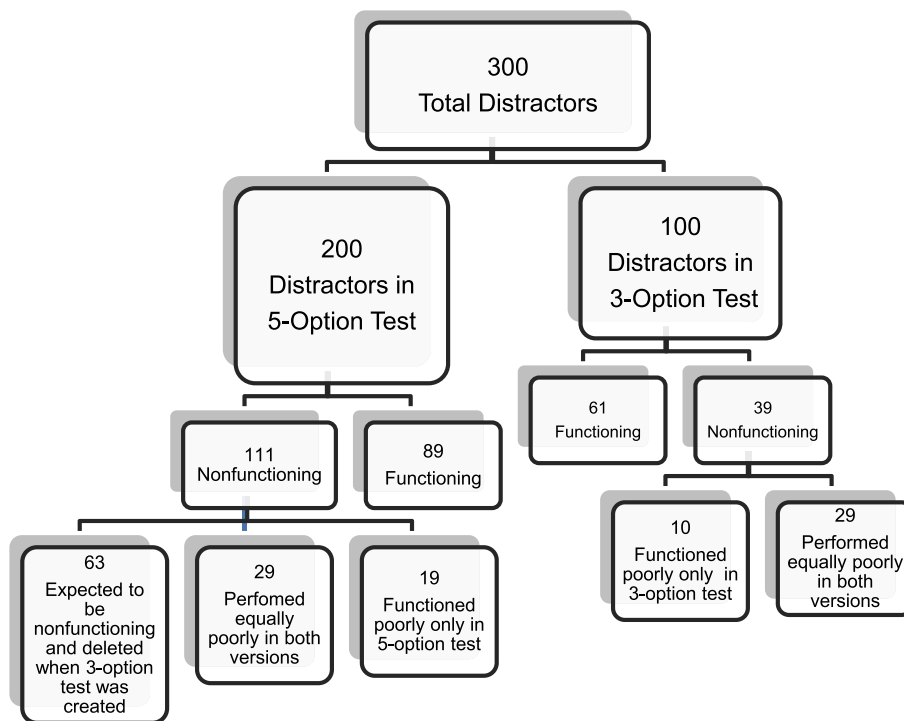 300
Total Distractors
200
Distractors in
5-Option Test
100
Distractors in
3-Option Test
111
Nonfunctioning
89
Functioning
61
Functioning
39
Nonfunctioning
63
Expected to
be
nonfunctioning
and deleted
when 3-option
test was
created
29
Perfomed
equally
poorly in both
versions
19
Functioned
poorly only in
5-option test
10
Functioned
poorly only in
3-option test
29
Performed
equally poorly
in both
versions